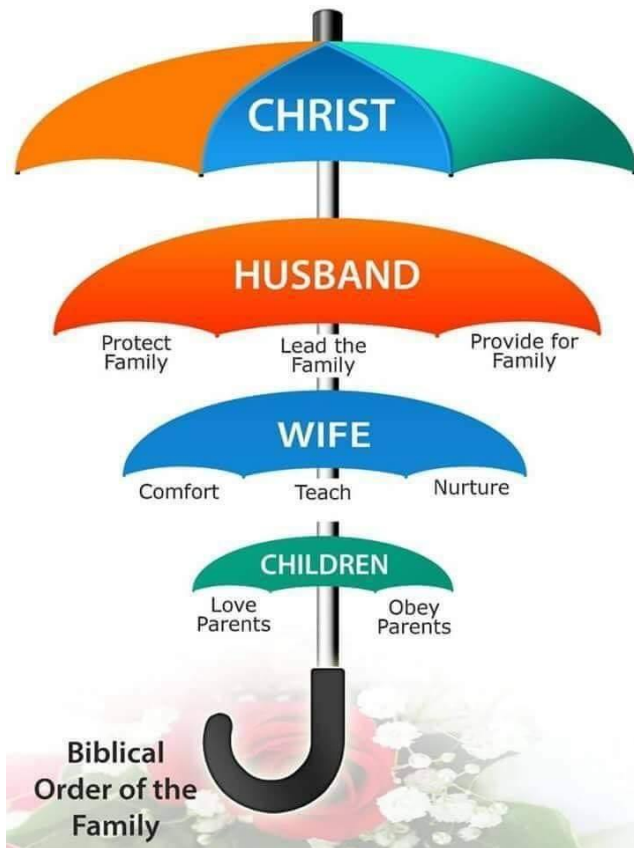 CHRIST
HUSBAND
Protect
Family
Lead the
Family
Provide for
Family
WIFE
Comfort
Teach
Nurture
CHILDREN
Love
Parents
Obey
Parents
Biblical
Order of the
Family